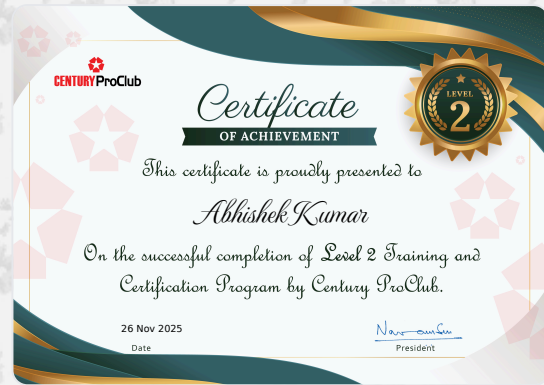 CENTURY ProClub
LEVEL
2
Certificate
OF ACHIEVEMENT
This certificate is proudly presented to
Abhishek Kumar
On the successful completion of Level 2 Training and
Certification Program by Century ProClub.
26 Nov 2025
Date
President